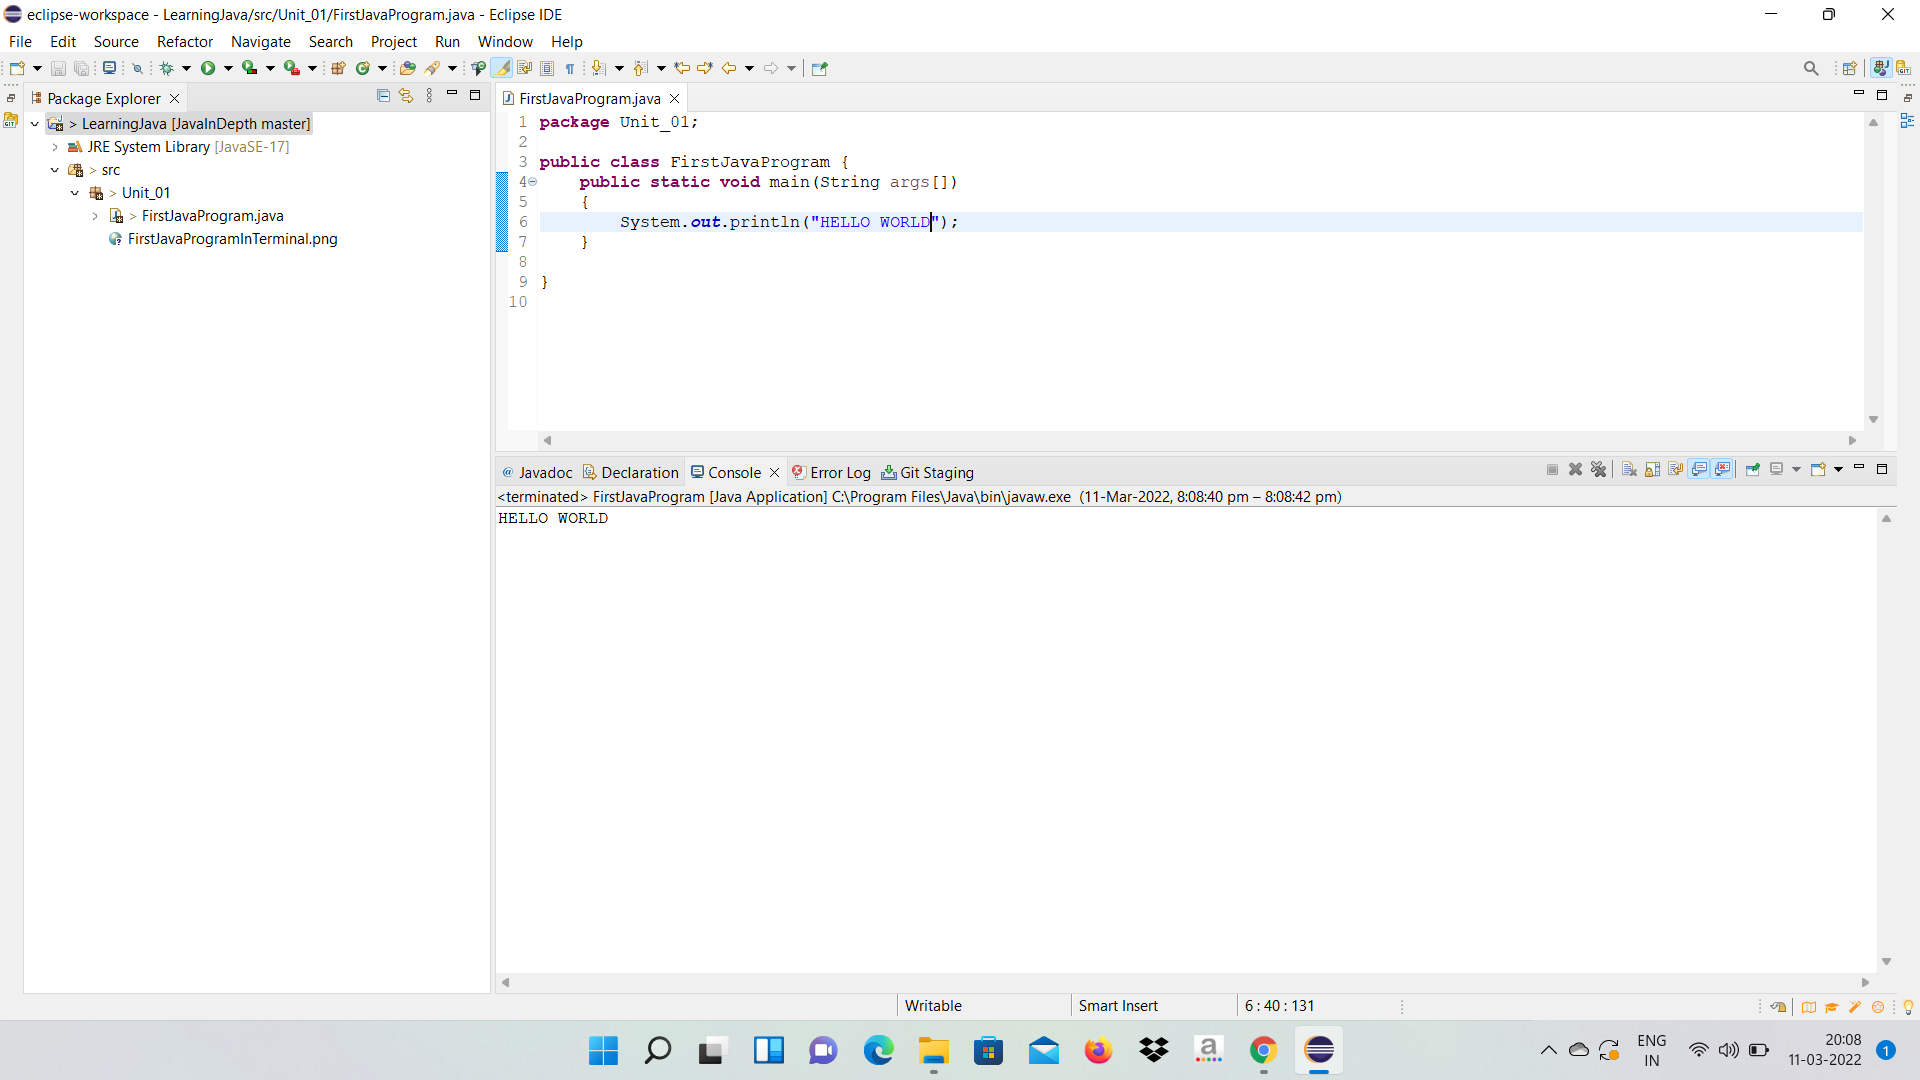 eclipse-workspace - LearningJava/src/Unit_01/FirstJavaProgram.java - Eclipse IDE
File Edit Source Refactor Navigate Search Project Run Window Help
Package Explorer
LearningJava [JavaInDepth master]
JRE System Library [JavaSE-17]
src
Unit_01
FirstJavaProgram.java
FirstJavaProgramInTerminal.png
FirstJavaProgram.java
1 package Unit_01;
2
3 public class FirstJavaProgram {
4 public static void main(String args[])
5 {
6 System.out.println("HELLO WORLD");
7 }
8
9 }
10
Javadoc Declaration Console Error Log Git Staging
<terminated> FirstJavaProgram [Java Application] C:\Program Files\Java\bin\javaw.exe (11-Mar-2022, 8:08:40 pm – 8:08:42 pm)
HELLO WORLD
Writable Smart Insert 6 : 40 : 131
ENG
IN
20:08
11-03-2022
1